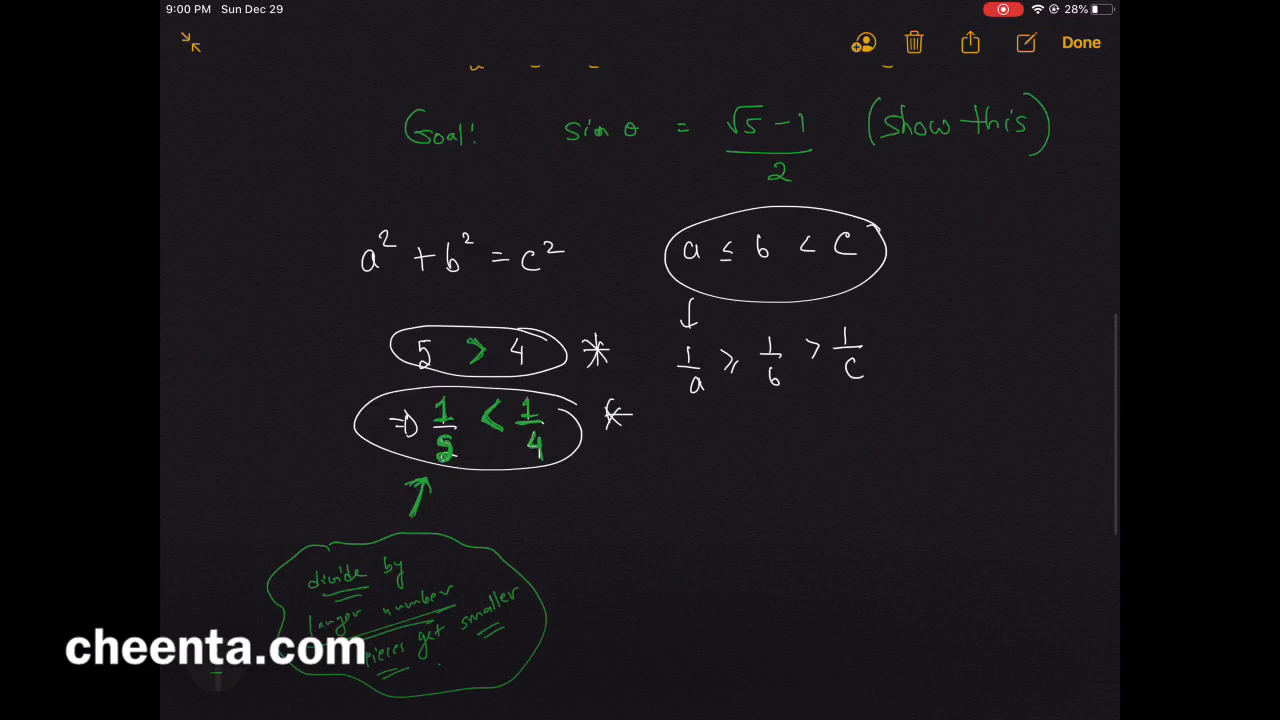 9:00 PM Sun Dec 29
28%
Done
Goal! sin θ = (√5 - 1)/2 (show this)
a² + b² = c²
a ≤ b < c
5 > 4 *
1/a ≥ 1/b > 1/c
⇒ 1/5 < 1/4 *
divide by
larger number
pieces get smaller
cheenta.com